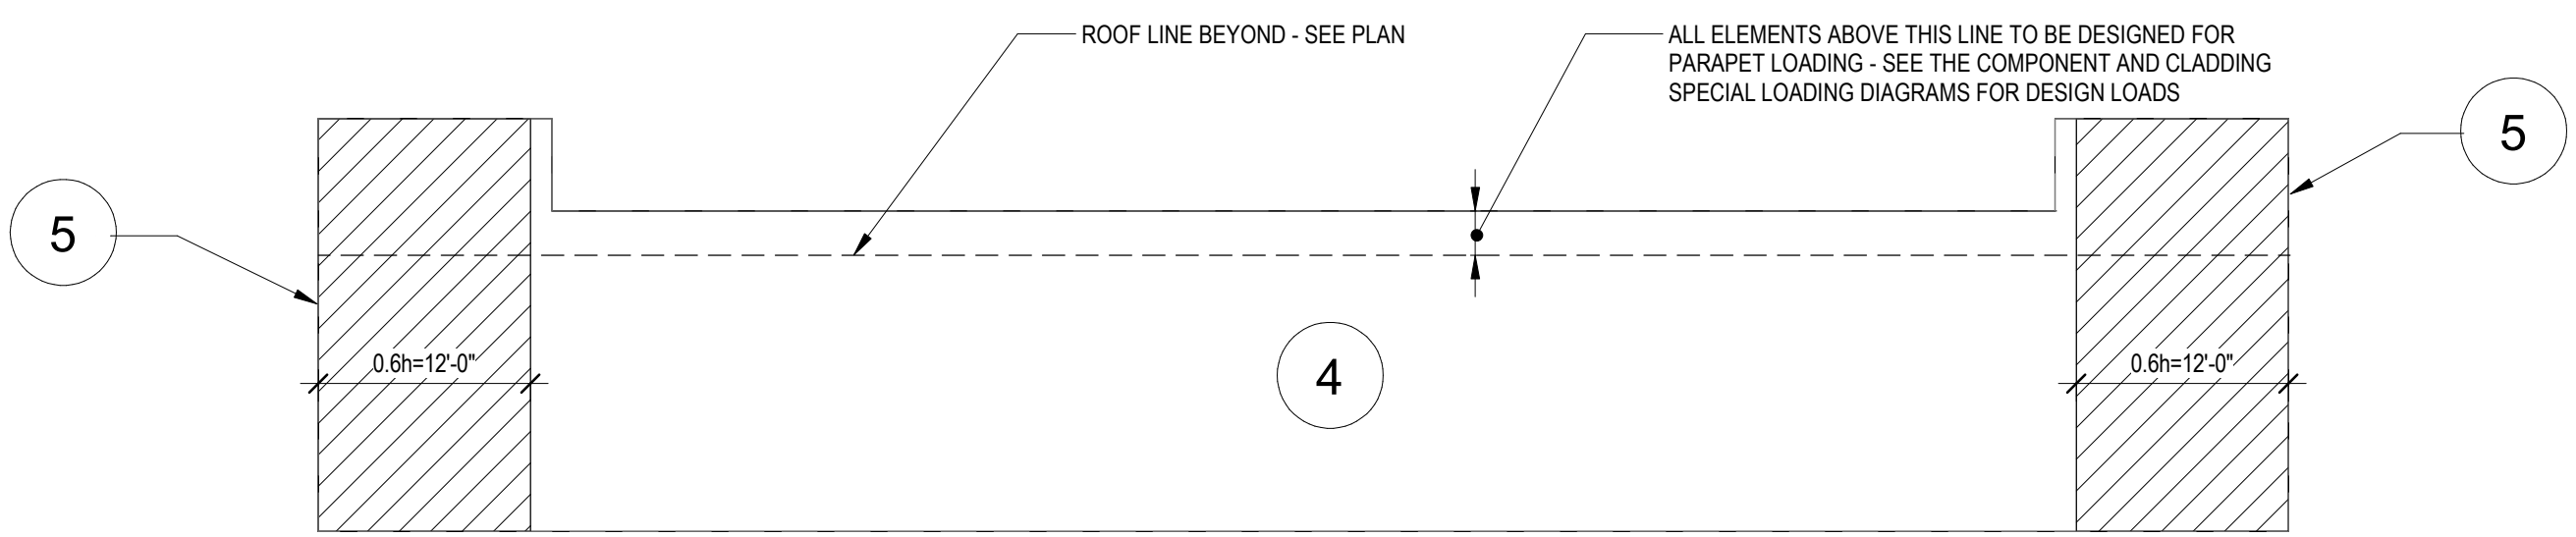 ROOF LINE BEYOND - SEE PLAN
ALL ELEMENTS ABOVE THIS LINE TO BE DESIGNED FOR
PARAPET LOADING - SEE THE COMPONENT AND CLADDING
SPECIAL LOADING DIAGRAMS FOR DESIGN LOADS
5
5
0.6h=12'-0"
4
0.6h=12'-0"